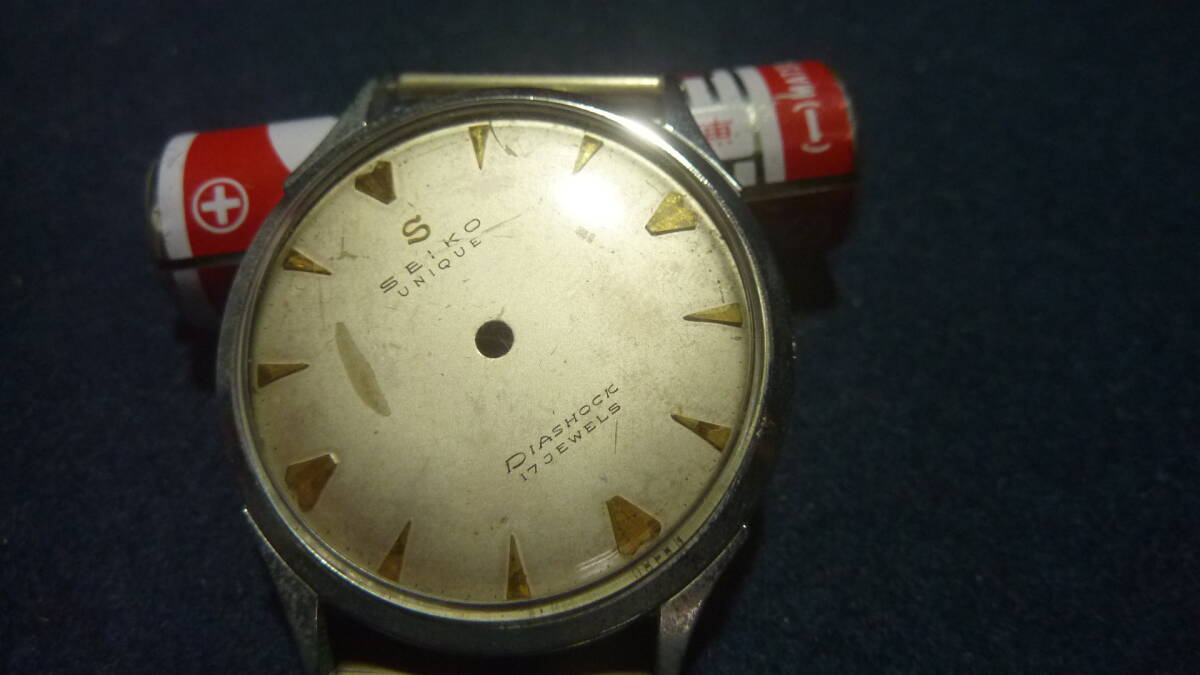 S
SEIKO
UNIQUE
DIASHOCK
17 JEWELS